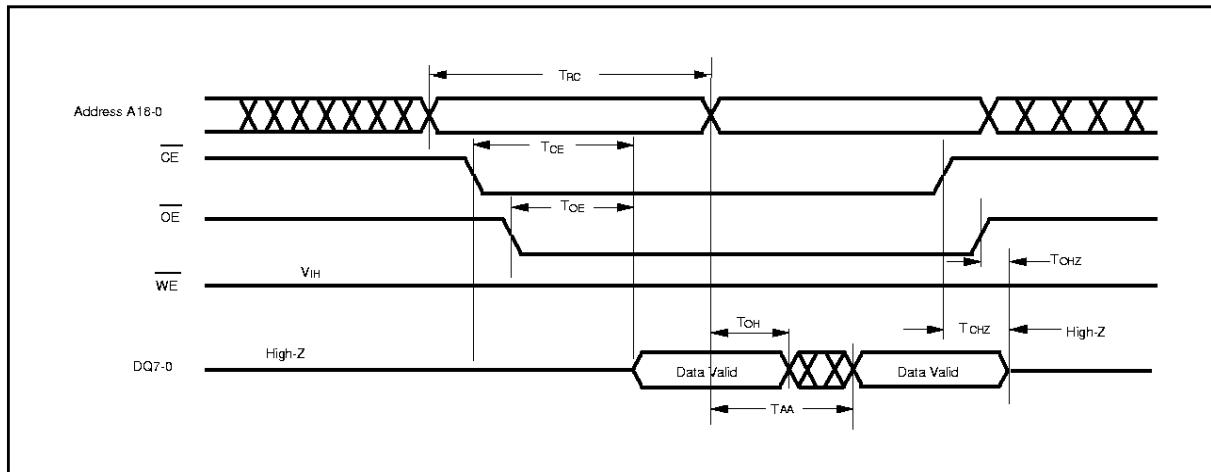 TRC
Address A18-0
TCE
CE
TOE
OE
TOHZ
VIH
WE
TOH
TCHZ
High-Z
High-Z
DQ7-0
Data Valid
Data Valid
TAA